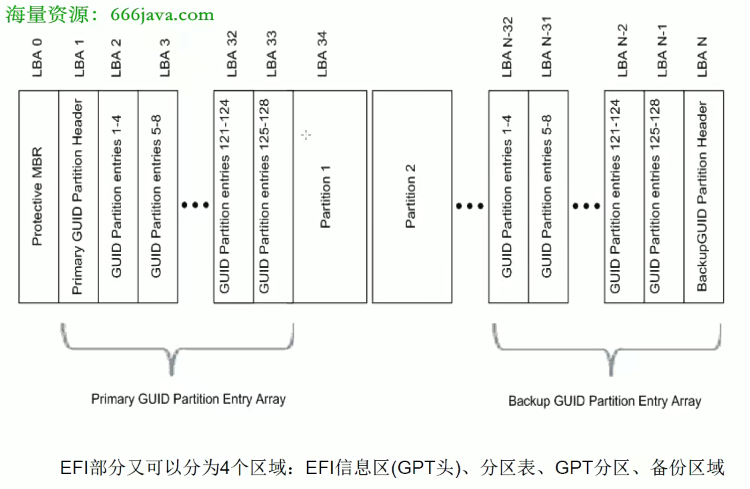 海量资源：666java.com
LBA 0
LBA 1
LBA 2
LBA 3
LBA 32
LBA 33
LBA 34
LBA N-32
LBA N-31
LBA N-2
LBA N-1
LBA N
Protective MBR
Primary GUID Partition Header
GUID Partition entries 1-4
GUID Partition entries 5-8
GUID Partition entries 121-124
GUID Partition entries 125-128
Partition 1
Partition 2
GUID Partition entries 1-4
GUID Partition entries 5-8
GUID Partition entries 121-124
GUID Partition entries 125-128
BackupGUID Partition Header
Primary GUID Partition Entry Array
Backup GUID Partition Entry Array
EFI部分又可以分为4个区域：EFI信息区(GPT头)、分区表、GPT分区、备份区域